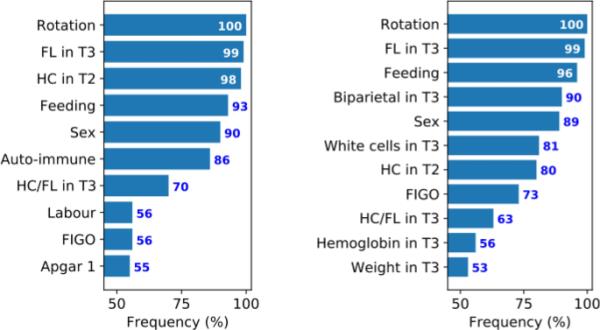 Rotation 100
FL in T3 99
HC in T2 98
Feeding 93
Sex 90
Auto-immune 86
HC/FL in T3 70
Labour 56
FIGO 56
Apgar 1 55
50 75 100
Frequency (%)
Rotation 100
FL in T3 99
Feeding 96
Biparietal in T3 90
Sex 89
White cells in T3 81
HC in T2 80
FIGO 73
HC/FL in T3 63
Hemoglobin in T3 56
Weight in T3 53
50 75 100
Frequency (%)